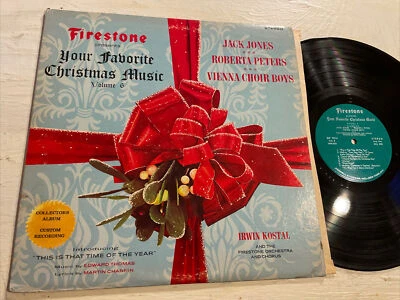 STEREO
Firestone
presents
Your Favorite
Christmas Music
Volume 6
JACK JONES
ROBERTA PETERS
VIENNA CHOIR BOYS
COLLECTORS
ALBUM
CUSTOM
RECORDING
Introducing
"THIS IS THAT TIME OF THE YEAR"
Music by EDWARD THOMAS
Lyrics by MARTIN CHARNIN
IRWIN KOSTAL
AND THE
FIRESTONE ORCHESTRA
AND CHORUS
Firestone
Your Favorite Christmas Music